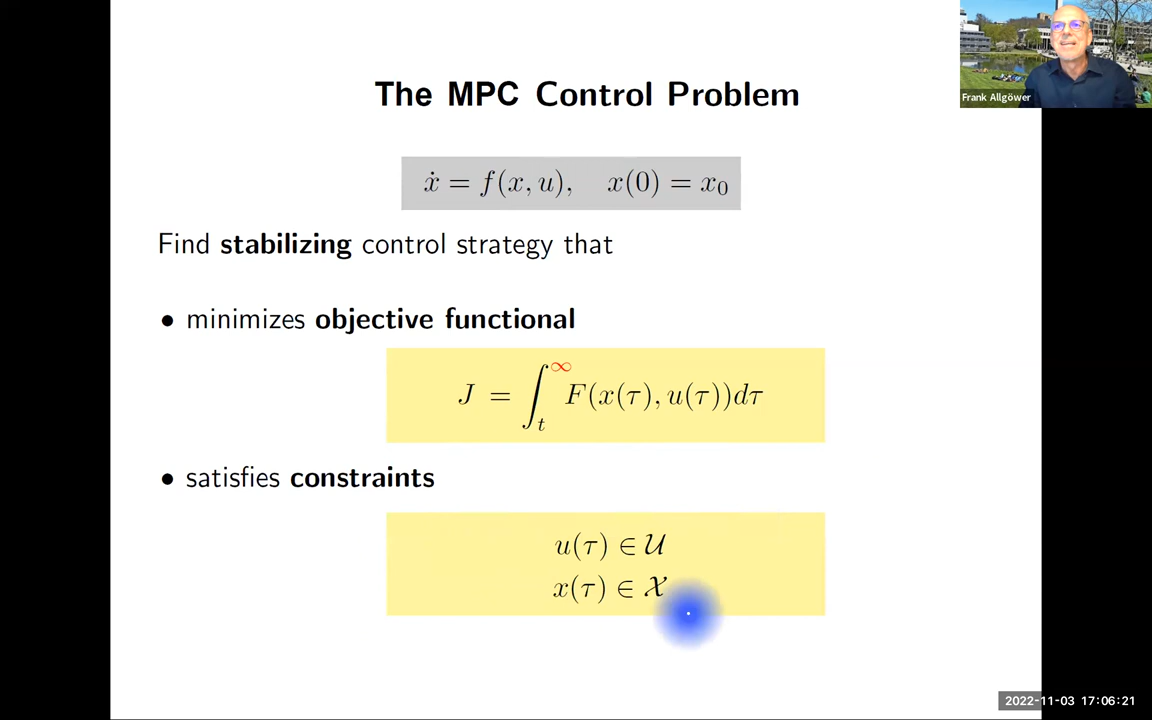 Frank Allgöwer
The MPC Control Problem
ẋ = f(x, u), x(0) = x₀
Find stabilizing control strategy that
• minimizes objective functional
J = ∫ₜ^∞ F(x(τ), u(τ))dτ
• satisfies constraints
u(τ) ∈ 𝒰
x(τ) ∈ 𝒳
2022-11-03 17:06:21